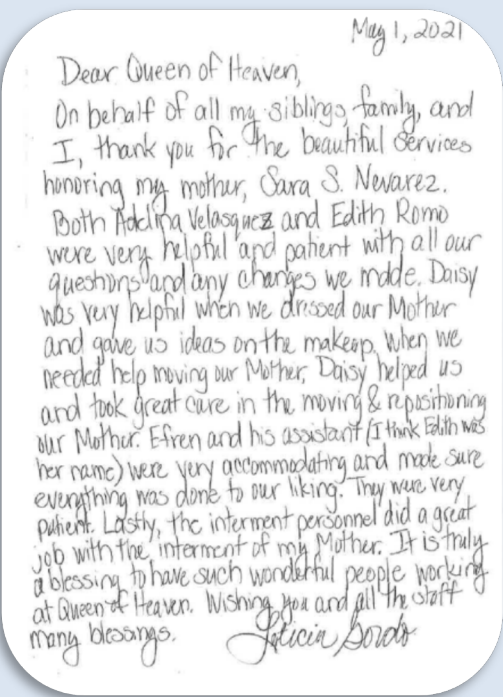 May 1, 2021
Dear Queen of Heaven,
On behalf of all my siblings, family, and
I, thank you for the beautiful services
honoring my mother, Sara S. Nevarez.
Both Adelina Velasquez and Edith Romo
were very helpful and patient with all our
questions and any changes we made. Daisy
was very helpful when we dressed our Mother
and gave us ideas on the makeup. When we
needed help moving our Mother, Daisy helped us
and took great care in the moving & repositioning
our Mother. Efren and his assistant (I think Edith was
her name) were very accommodating and made sure
everything was done to our liking. They were very
patient. Lastly, the interment personnel did a great
job with the interment of my Mother. It is truly
a blessing to have such wonderful people working
at Queen of Heaven. Wishing you and all the staff
many blessings. Leticia Gordo